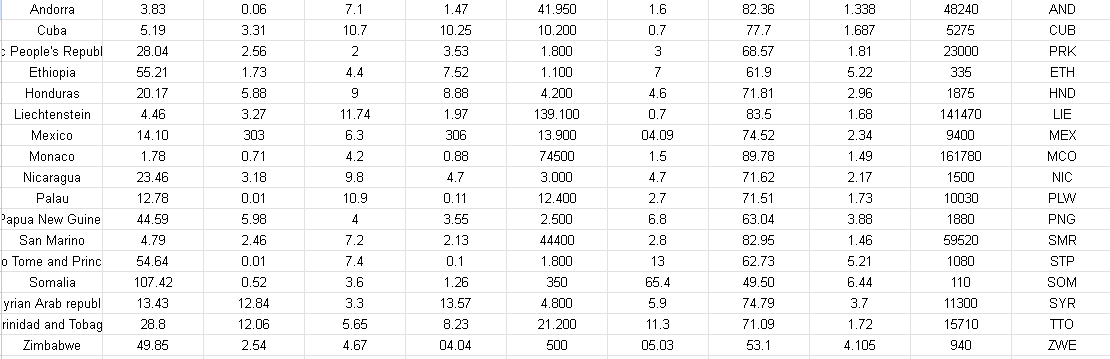 Andorra 3.83 0.06 7.1 1.47 41.950 1.6 82.36 1.338 48240 AND
Cuba 5.19 3.31 10.7 10.25 10.200 0.7 77.7 1.687 5275 CUB
c People's Republ 28.04 2.56 2 3.53 1.800 3 68.57 1.81 23000 PRK
Ethiopia 55.21 1.73 4.4 7.52 1.100 7 61.9 5.22 335 ETH
Honduras 20.17 5.88 9 8.88 4.200 4.6 71.81 2.96 1875 HND
Liechtenstein 4.46 3.27 11.74 1.97 139.100 0.7 83.5 1.68 141470 LIE
Mexico 14.10 303 6.3 306 13.900 04.09 74.52 2.34 9400 MEX
Monaco 1.78 0.71 4.2 0.88 74500 1.5 89.78 1.49 161780 MCO
Nicaragua 23.46 3.18 9.8 4.7 3.000 4.7 71.62 2.17 1500 NIC
Palau 12.78 0.01 10.9 0.11 12.400 2.7 71.51 1.73 10030 PLW
Papua New Guine 44.59 5.98 4 3.55 2.500 6.8 63.04 3.88 1880 PNG
San Marino 4.79 2.46 7.2 2.13 44400 2.8 82.95 1.46 59520 SMR
o Tome and Princ 54.64 0.01 7.4 0.1 1.800 13 62.73 5.21 1080 STP
Somalia 107.42 0.52 3.6 1.26 350 65.4 49.50 6.44 110 SOM
yrian Arab republ 13.43 12.84 3.3 13.57 4.800 5.9 74.79 3.7 11300 SYR
rinidad and Tobag 28.8 12.06 5.65 8.23 21.200 11.3 71.09 1.72 15710 TTO
Zimbabwe 49.85 2.54 4.67 04.04 500 05.03 53.1 4.105 940 ZWE